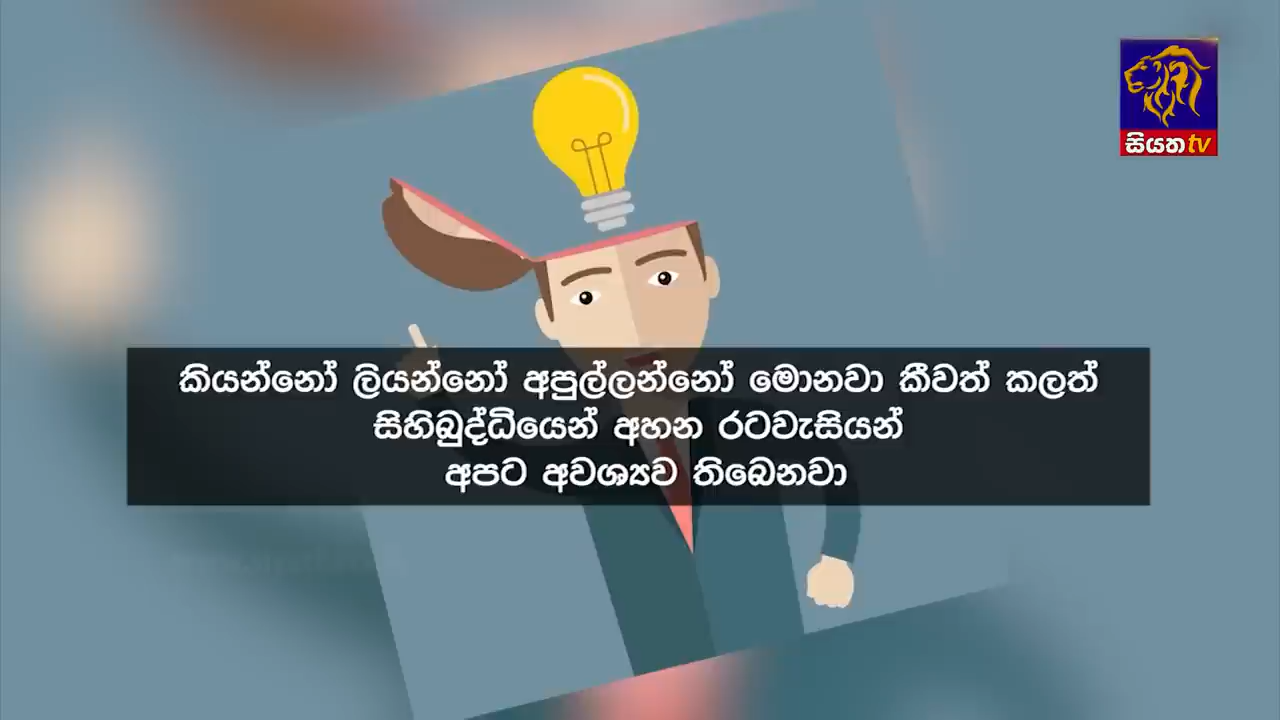 සියත tv
කියන්නෝ ලියන්නෝ අපුල්ලන්නෝ මොනවා කීවත් කලත්
සිහිබුද්ධියෙන් අහන රටවැසියන්
අපට අවශ්‍යව තිබෙනවා